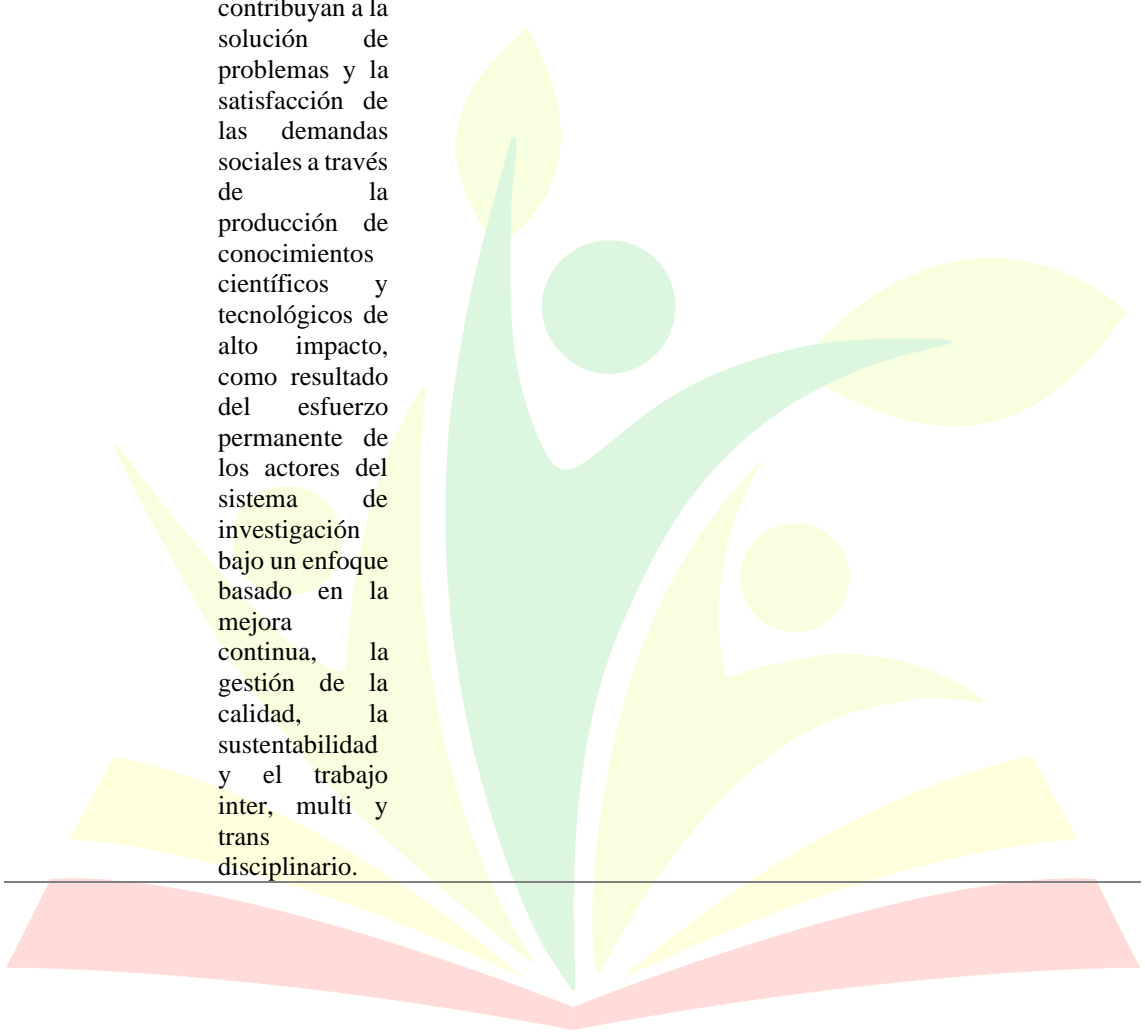 contribuyan a la
solución de
problemas y la
satisfacción de
las demandas
sociales a través
de la
producción de
conocimientos
científicos y
tecnológicos de
alto impacto,
como resultado
del esfuerzo
permanente de
los actores del
sistema de
investigación
bajo un enfoque
basado en la
mejora
continua, la
gestión de la
calidad, la
sustentabilidad
y el trabajo
inter, multi y
trans
disciplinario.